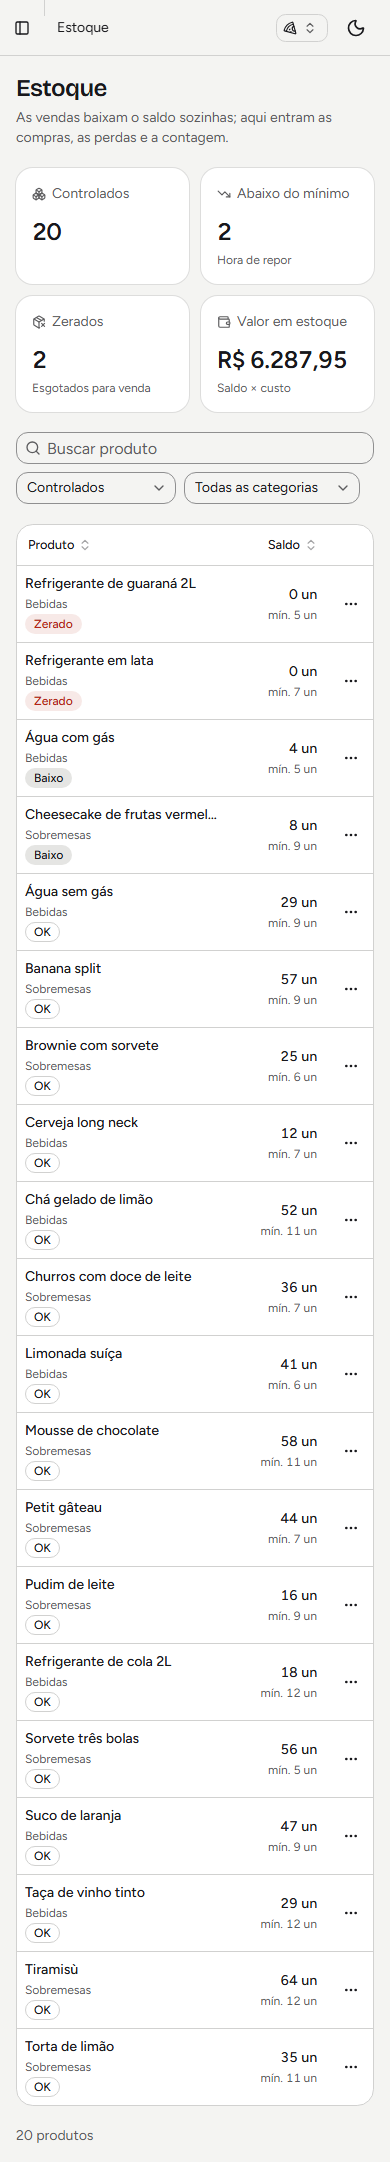 Estoque
Estoque
As vendas baixam o saldo sozinhas; aqui entram as
compras, as perdas e a contagem.
Controlados
20
Abaixo do mínimo
2
Hora de repor
Zerados
2
Esgotados para venda
Valor em estoque
R$ 6.287,95
Saldo × custo
Buscar produto
Controlados
Todas as categorias
Produto
Saldo
Refrigerante de guaraná 2L
Bebidas
Zerado
0 un
mín. 5 un
Refrigerante em lata
Bebidas
Zerado
0 un
mín. 7 un
Água com gás
Bebidas
Baixo
4 un
mín. 5 un
Cheesecake de frutas vermel...
Sobremesas
Baixo
8 un
mín. 9 un
Água sem gás
Bebidas
OK
29 un
mín. 9 un
Banana split
Sobremesas
OK
57 un
mín. 9 un
Brownie com sorvete
Sobremesas
OK
25 un
mín. 6 un
Cerveja long neck
Bebidas
OK
12 un
mín. 7 un
Chá gelado de limão
Bebidas
OK
52 un
mín. 11 un
Churros com doce de leite
Sobremesas
OK
36 un
mín. 7 un
Limonada suíça
Bebidas
OK
41 un
mín. 6 un
Mousse de chocolate
Sobremesas
OK
58 un
mín. 11 un
Petit gâteau
Sobremesas
OK
44 un
mín. 7 un
Pudim de leite
Sobremesas
OK
16 un
mín. 9 un
Refrigerante de cola 2L
Bebidas
OK
18 un
mín. 12 un
Sorvete três bolas
Sobremesas
OK
56 un
mín. 5 un
Suco de laranja
Bebidas
OK
47 un
mín. 9 un
Taça de vinho tinto
Bebidas
OK
29 un
mín. 12 un
Tiramisù
Sobremesas
OK
64 un
mín. 12 un
Torta de limão
Sobremesas
OK
35 un
mín. 11 un
20 produtos